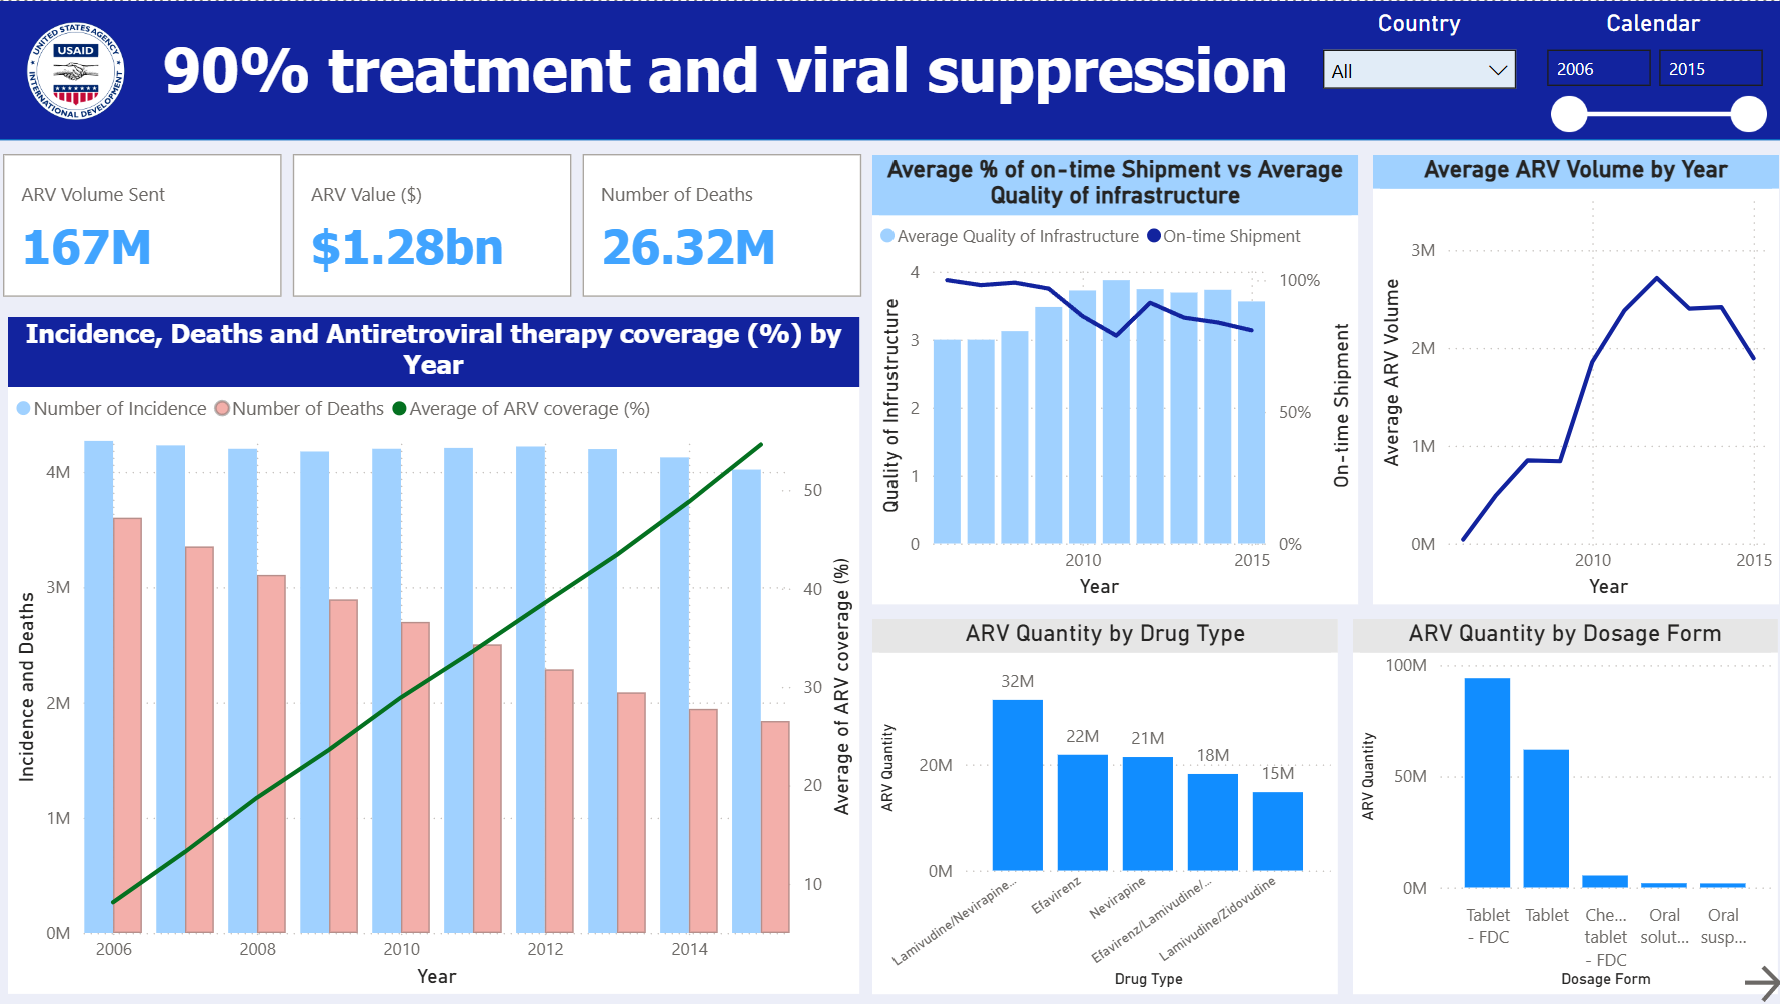 UNITED STATES AGENCY
USAID
INTERNATIONAL DEVELOPMENT
90% treatment and viral suppression
Country
All
Calendar
2006
2015
ARV Volume Sent
167M
ARV Value ($)
$1.28bn
Number of Deaths
26.32M
Incidence, Deaths and Antiretroviral therapy coverage (%) by
Year
Number of Incidence
Number of Deaths
Average of ARV coverage (%)
Incidence and Deaths
4M
3M
2M
1M
0M
50
40
30
20
10
Average of ARV coverage (%)
2006
2008
2010
2012
2014
Year
Average % of on-time Shipment vs Average
Quality of infrastructure
Average Quality of Infrastructure
On-time Shipment
Quality of Infrustructure
4
3
2
1
0
100%
50%
0%
On-time Shipment
2010
2015
Year
Average ARV Volume by Year
Average ARV Volume
3M
2M
1M
0M
2010
2015
Year
ARV Quantity by Drug Type
ARV Quantity
20M
0M
32M
22M
21M
18M
15M
Lamivudine/Nevirapine...
Efavirenz
Nevirapine
Efavirenz/Lamivudine/...
Lamivudine/Zidovudine
Drug Type
ARV Quantity by Dosage Form
ARV Quantity
100M
50M
0M
Tablet
- FDC
Tablet
Che...
tablet
- FDC
Oral
solut...
Oral
susp...
Dosage Form